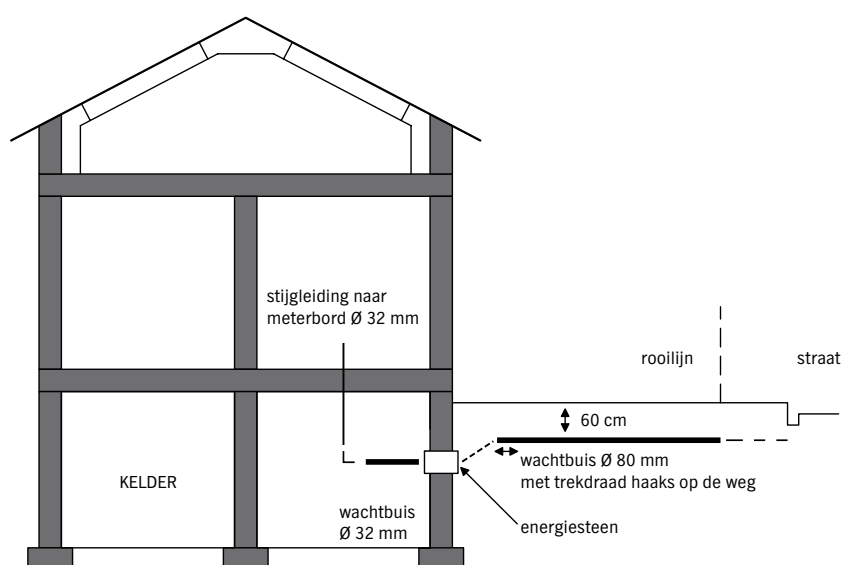 stijgleiding naar
meterbord Ø 32 mm
rooilijn
straat
60 cm
wachtbuis Ø 80 mm
met trekdraad haaks op de weg
KELDER
wachtbuis
Ø 32 mm
energiesteen